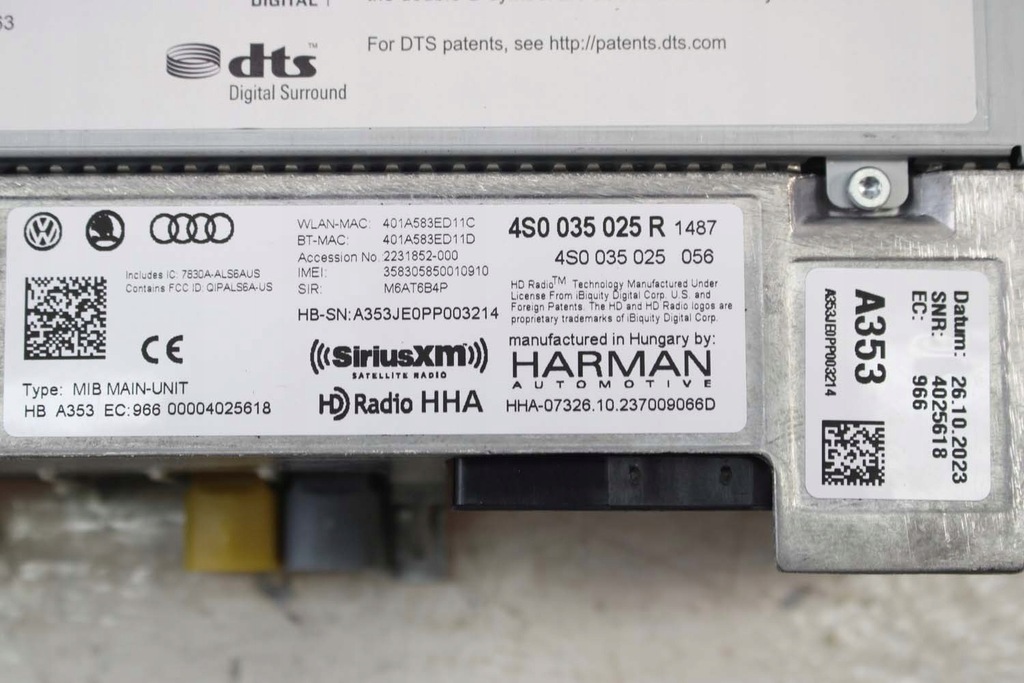 63
DIGITAL
dts™
Digital Surround
For DTS patents, see http://patents.dts.com
Includes IC: 7830A-ALS6AUS
Contains FCC ID: QIPALS6A-US
CE
Type: MIB MAIN-UNIT
HB A353 EC:966 00004025618
WLAN-MAC: 401A583ED11C
BT-MAC: 401A583ED11D
Accession No. 2231852-000
IMEI: 358305850010910
SIR: M6AT6B4P
HB-SN:A353JE0PP003214
SiriusXM
SATELLITE RADIO
HD Radio HHA
4S0 035 025 R 1487
4S0 035 025 056
HD Radio™ Technology Manufactured Under
License From iBiquity Digital Corp. U.S. and
Foreign Patents. The HD and HD Radio logos are
proprietary trademarks of iBiquity Digital Corp.
manufactured in Hungary by:
HARMAN
AUTOMOTIVE
HHA-07326.10.237009066D
Datum: 26.10.2023
SNR: 4025618
EC: 966
A353
A353JE0PP003214